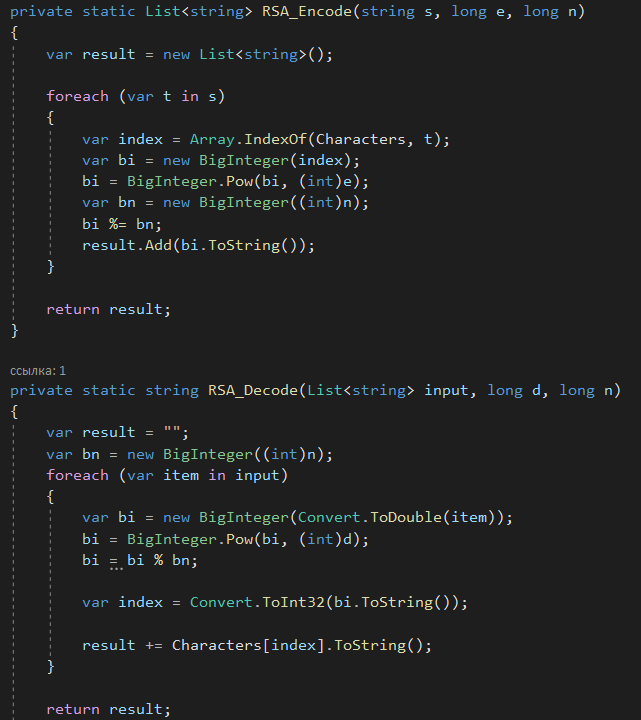 private static List<string> RSA_Encode(string s, long e, long n)
{
var result = new List<string>();
foreach (var t in s)
{
var index = Array.IndexOf(Characters, t);
var bi = new BigInteger(index);
bi = BigInteger.Pow(bi, (int)e);
var bn = new BigInteger((int)n);
bi %= bn;
result.Add(bi.ToString());
}
return result;
}
ссылка: 1
private static string RSA_Decode(List<string> input, long d, long n)
{
var result = "";
var bn = new BigInteger((int)n);
foreach (var item in input)
{
var bi = new BigInteger(Convert.ToDouble(item));
bi = BigInteger.Pow(bi, (int)d);
bi = bi % bn;
var index = Convert.ToInt32(bi.ToString());
result += Characters[index].ToString();
}
return result;